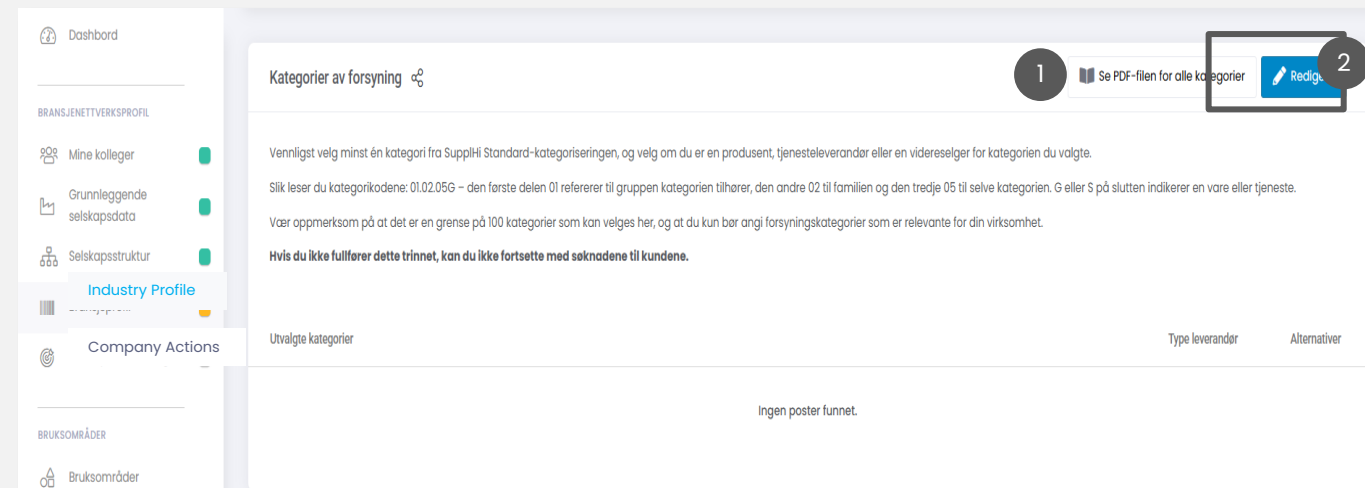 Dashbord
BRANSJENETTVERKSPROFIL
Mine kolleger
Grunnleggende
selskapsdata
Selskapsstruktur
Industry Profile
Company Actions
BRUKSOMRÅDER
Bruksområder
Kategorier av forsyning
1
Se PDF-filen for alle kategorier
2
Vennligst velg minst én kategori fra SupplHi Standard-kategoriseringen, og velg om du er en produsent, tjenesteleverandør eller en videreselger for kategorien du valgte.
Slik leser du kategorikodene: 01.02.05G – den første delen 01 refererer til gruppen kategorien tilhører, den andre 02 til familien og den tredje 05 til selve kategorien. G eller S på slutten indikerer en vare eller tjeneste.
Vær oppmerksom på at det er en grense på 100 kategorier som kan velges her, og at du kun bør angi forsyningskategorier som er relevante for din virksomhet.
Hvis du ikke fullfører dette trinnet, kan du ikke fortsette med søknadene til kundene.
Utvalgte kategorier Type leverandør Alternativer
Ingen poster funnet.